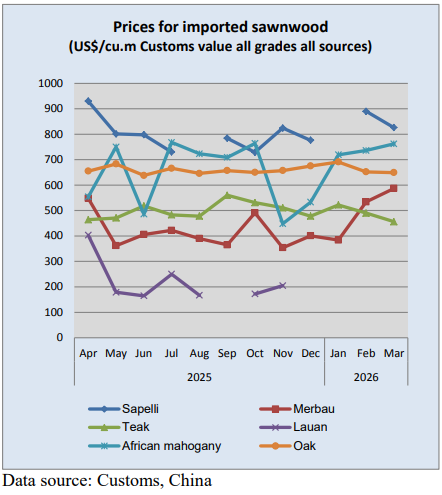 Prices for imported sawnwood
(US$/cu.m Customs value all grades all sources)
1000
900
800
700
600
500
400
300
200
100
0
Apr May Jun Jul Aug Sep Oct Nov Dec Jan Feb Mar
2025 2026
Sapelli Merbau
Teak Lauan
African mahogany Oak
Data source: Customs, China